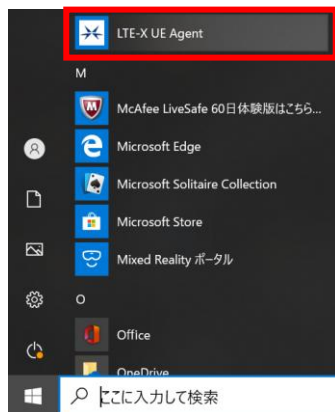 LTE-X UE Agent
M
McAfee LiveSafe 60日体験版はこちら...
Microsoft Edge
Microsoft Solitaire Collection
Microsoft Store
Mixed Reality ポータル
O
Office
OneDrive
ここに入力して検索